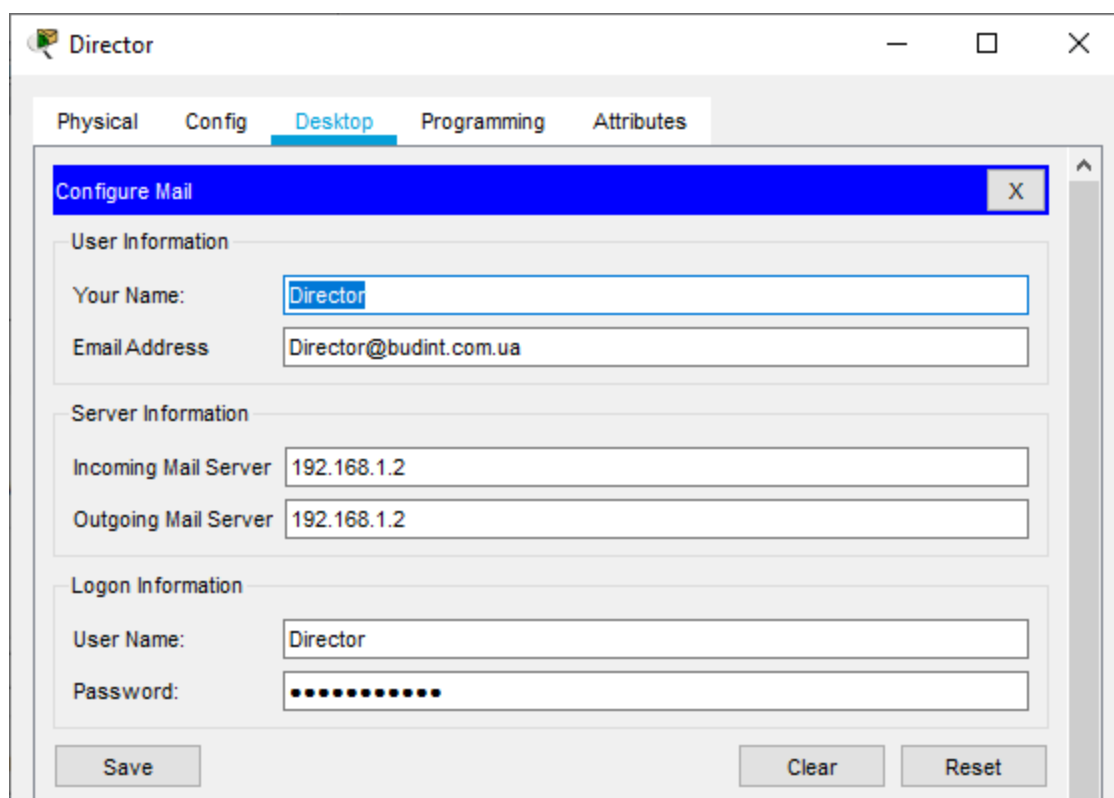 Director
Physical Config Desktop Programming Attributes
Configure Mail X
User Information
Your Name: Director
Email Address Director@budint.com.ua
Server Information
Incoming Mail Server 192.168.1.2
Outgoing Mail Server 192.168.1.2
Logon Information
User Name: Director
Password: •••••••••••
Save Clear Reset